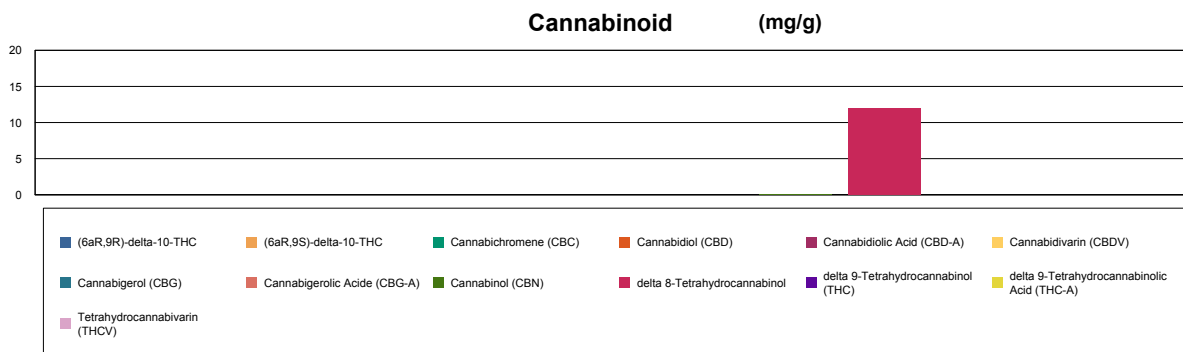 Cannabinoid (mg/g)
20
15
10
5
0
(6aR,9R)-delta-10-THC
(6aR,9S)-delta-10-THC
Cannabichromene (CBC)
Cannabidiol (CBD)
Cannabidiolic Acid (CBD-A)
Cannabidivarin (CBDV)
Cannabigerol (CBG)
Cannabigerolic Acide (CBG-A)
Cannabinol (CBN)
delta 8-Tetrahydrocannabinol
delta 9-Tetrahydrocannabinol
(THC)
delta 9-Tetrahydrocannabinolic
Acid (THC-A)
Tetrahydrocannabivarin
(THCV)